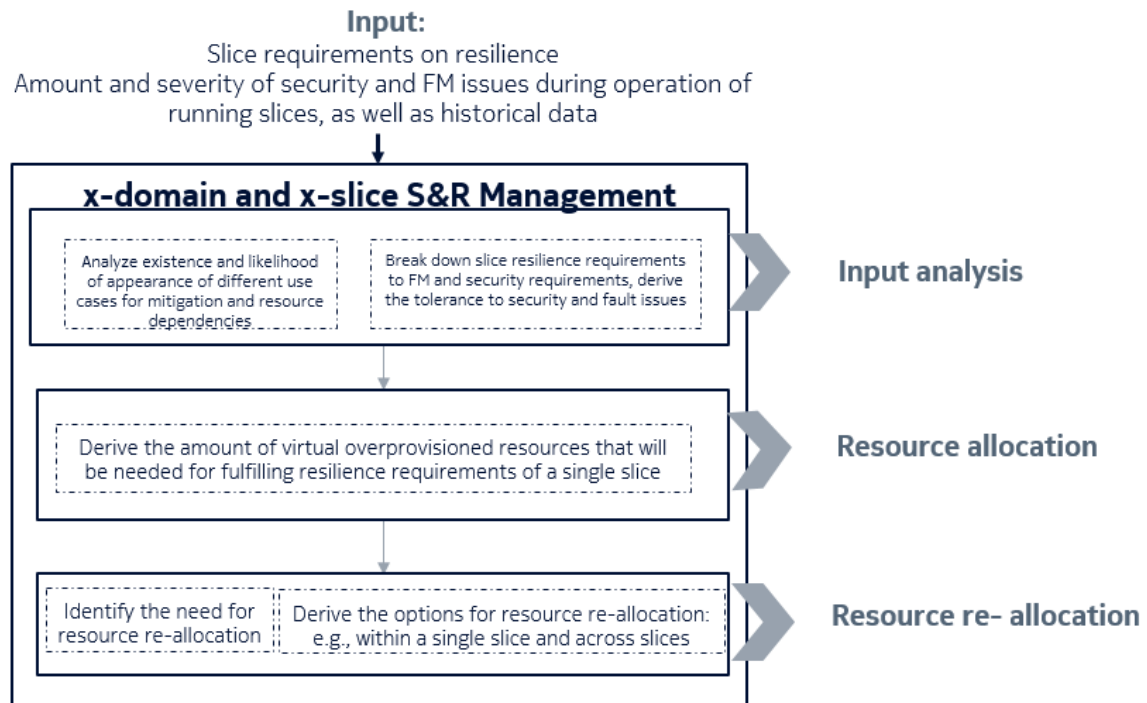 Input:
Slice requirements on resilience
Amount and severity of security and FM issues during operation of
running slices, as well as historical data
x-domain and x-slice S&R Management
Analyze existence and likelihood
of appearance of different use
cases for mitigation and resource
dependencies
Break down slice resilience requirements
to FM and security requirements, derive
the tolerance to security and fault issues
Input analysis
Derive the amount of virtual overprovisioned resources that will
be needed for fulfilling resilience requirements of a single slice
Resource allocation
Identify the need for
resource re-allocation
Derive the options for resource re-allocation:
e.g., within a single slice and across slices
Resource re- allocation